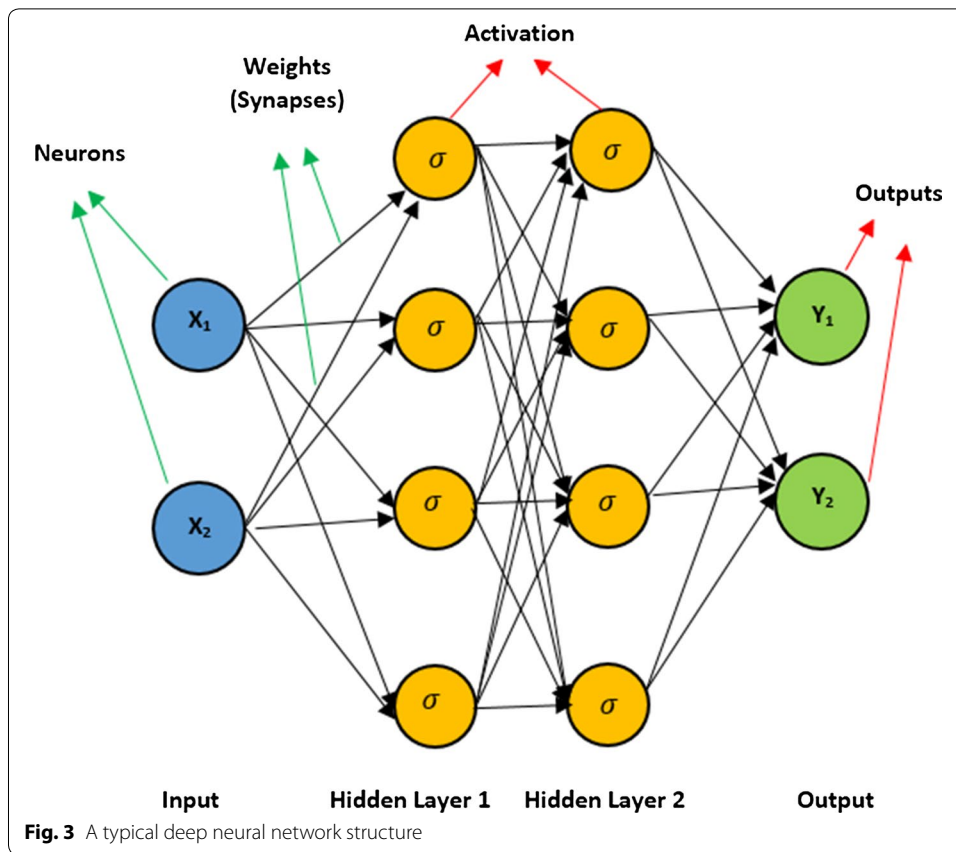 Activation
Weights
(Synapses)
Neurons
Outputs
σ
σ
X₁
σ
σ
Y₁
X₂
σ
σ
Y₂
σ
σ
Input Hidden Layer 1 Hidden Layer 2 Output
Fig. 3 A typical deep neural network structure